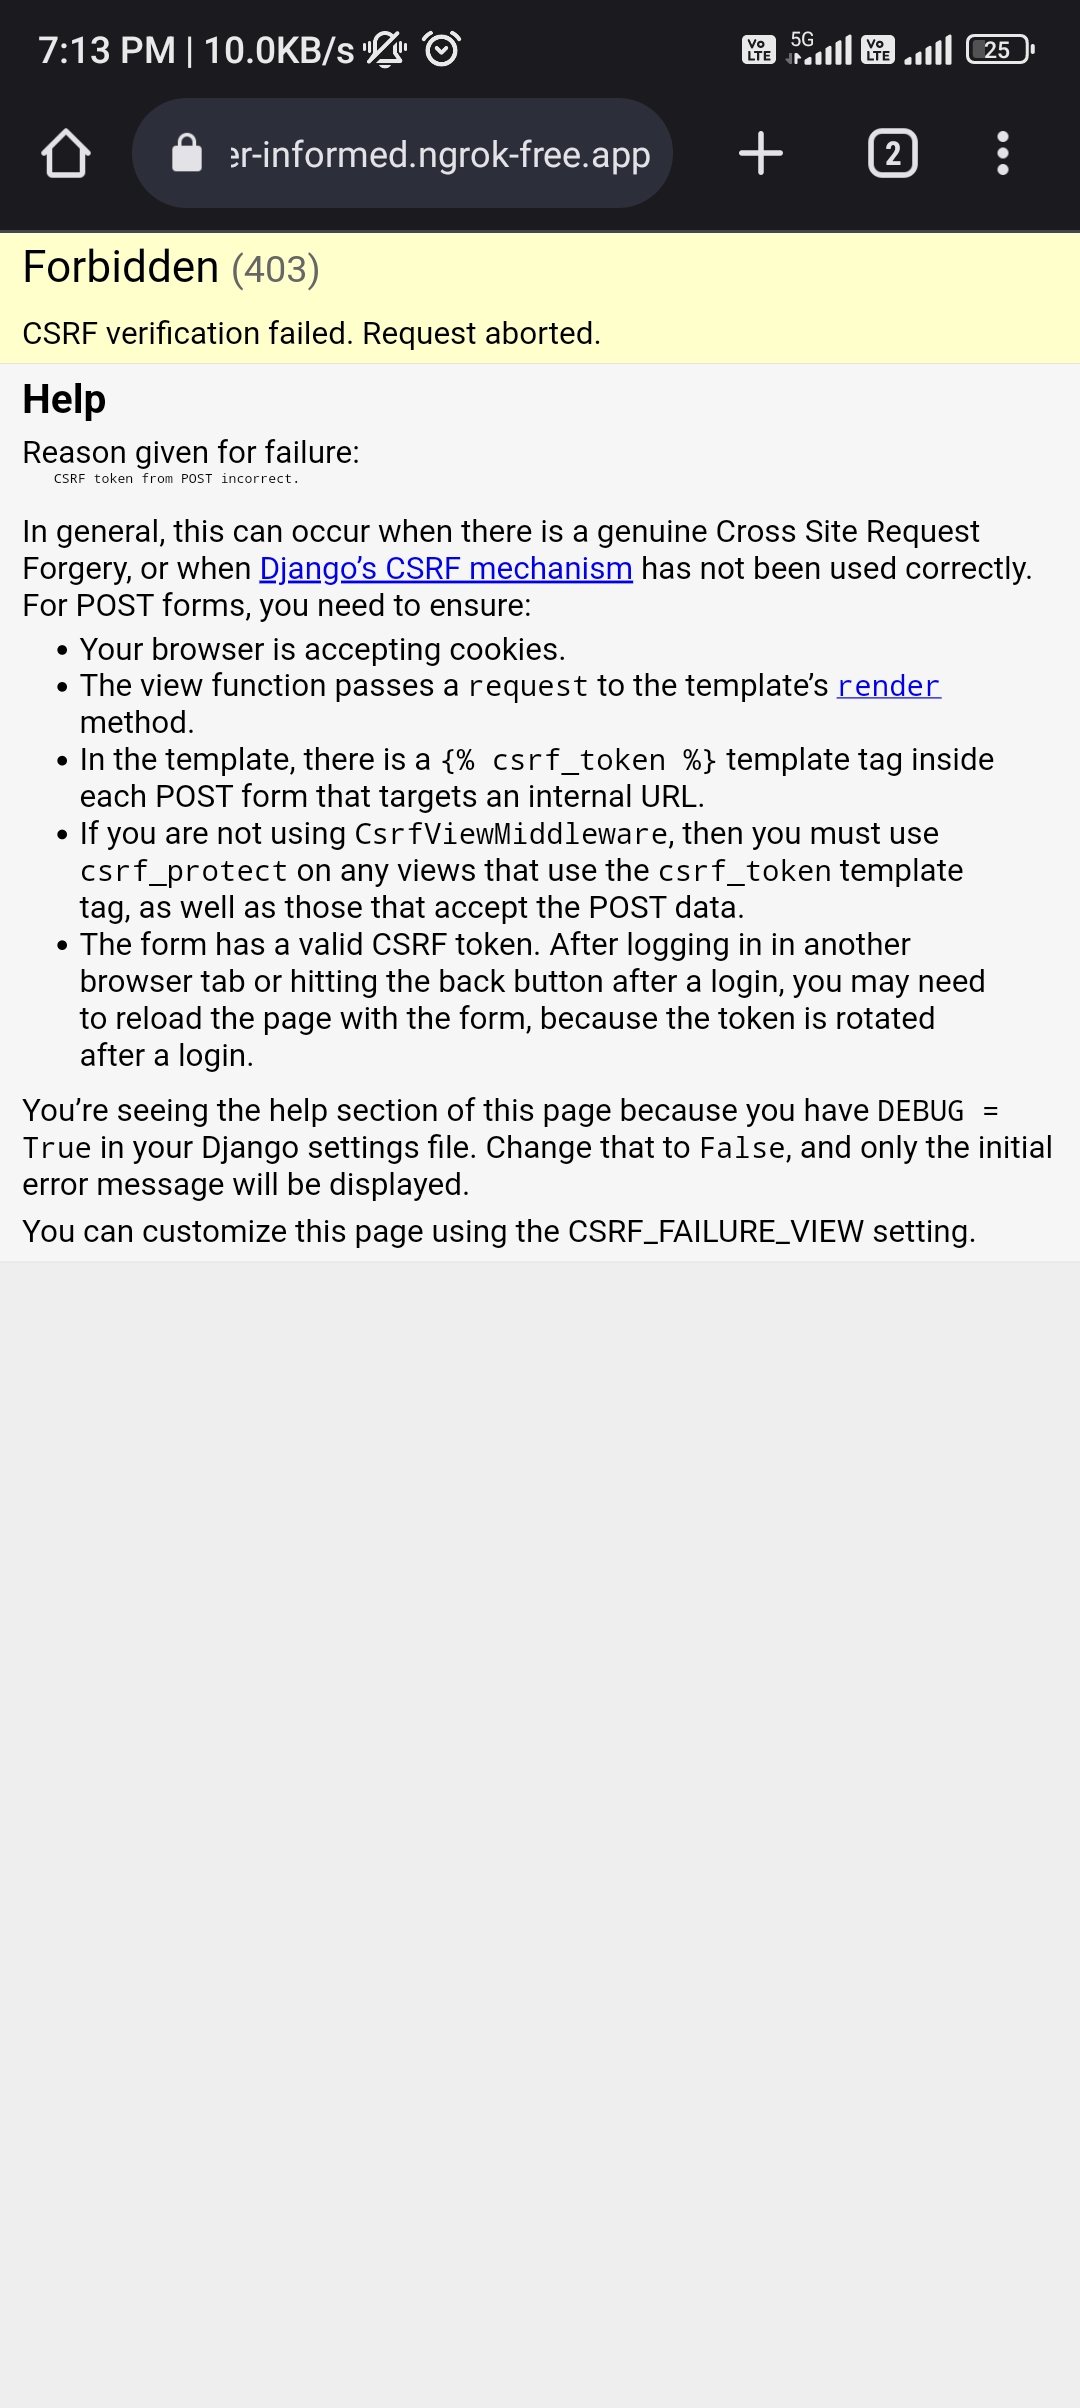 7:13 PM | 10.0KB/s
Vo LTE 5G Vo LTE 25
er-informed.ngrok-free.app 2
Forbidden (403)
CSRF verification failed. Request aborted.
Help
Reason given for failure:
CSRF token from POST incorrect.
In general, this can occur when there is a genuine Cross Site Request
Forgery, or when Django’s CSRF mechanism has not been used correctly.
For POST forms, you need to ensure:
• Your browser is accepting cookies.
• The view function passes a request to the template’s render
method.
• In the template, there is a {% csrf_token %} template tag inside
each POST form that targets an internal URL.
• If you are not using CsrfViewMiddleware, then you must use
csrf_protect on any views that use the csrf_token template
tag, as well as those that accept the POST data.
• The form has a valid CSRF token. After logging in in another
browser tab or hitting the back button after a login, you may need
to reload the page with the form, because the token is rotated
after a login.
You’re seeing the help section of this page because you have DEBUG =
True in your Django settings file. Change that to False, and only the initial
error message will be displayed.
You can customize this page using the CSRF_FAILURE_VIEW setting.